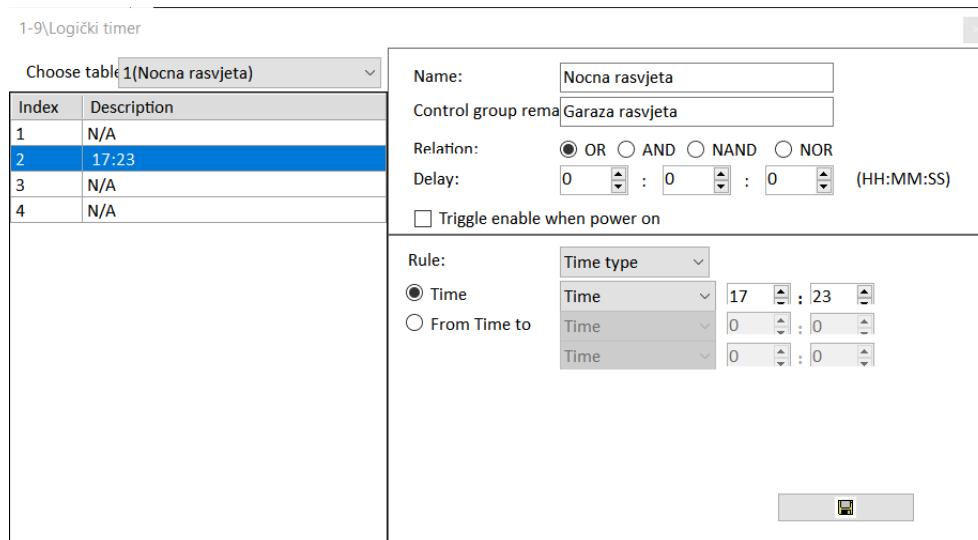 1-9\Logički timer
Choose table 1(Nocna rasvjeta)
Index Description
1 N/A
2 17:23
3 N/A
4 N/A
Name: Nocna rasvjeta
Control group rema Garaza rasvjeta
Relation: OR AND NAND NOR
Delay: 0 : 0 : 0 (HH:MM:SS)
Triggle enable when power on
Rule: Time type
Time Time 17 : 23
From Time to Time 0 : 0
Time 0 : 0